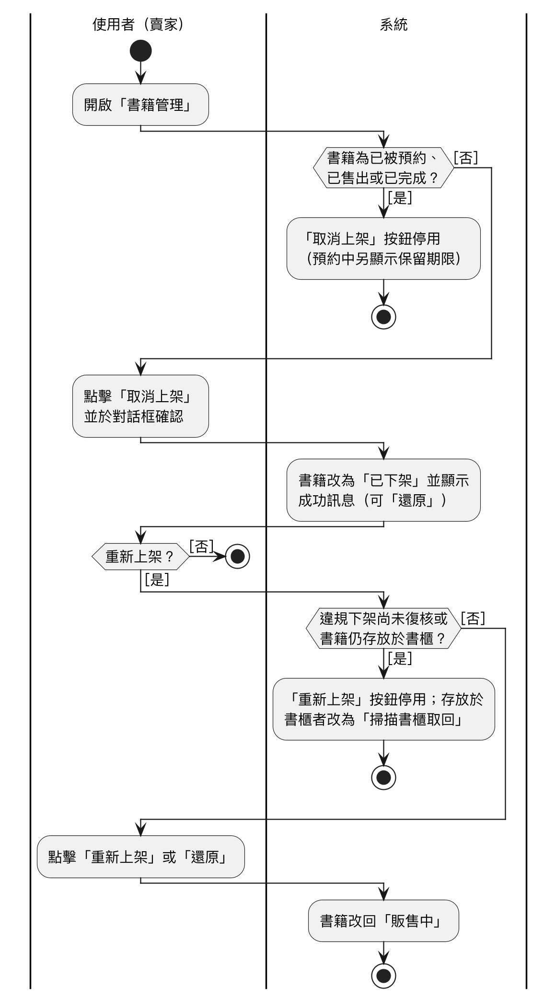 使用者（賣家）
系統
開啟「書籍管理」
書籍為已被預約、
已售出或已完成？
[否]
[是]
「取消上架」按鈕停用
（預約中另顯示保留期限）
點擊「取消上架」
並於對話框確認
書籍改為「已下架」並顯示
成功訊息（可「還原」）
重新上架？
[否]
[是]
違規下架尚未復核或
書籍仍存放於書櫃？
[否]
[是]
「重新上架」按鈕停用；存放於
書櫃者改為「掃描書櫃取回」
點擊「重新上架」或「還原」
書籍改回「販售中」